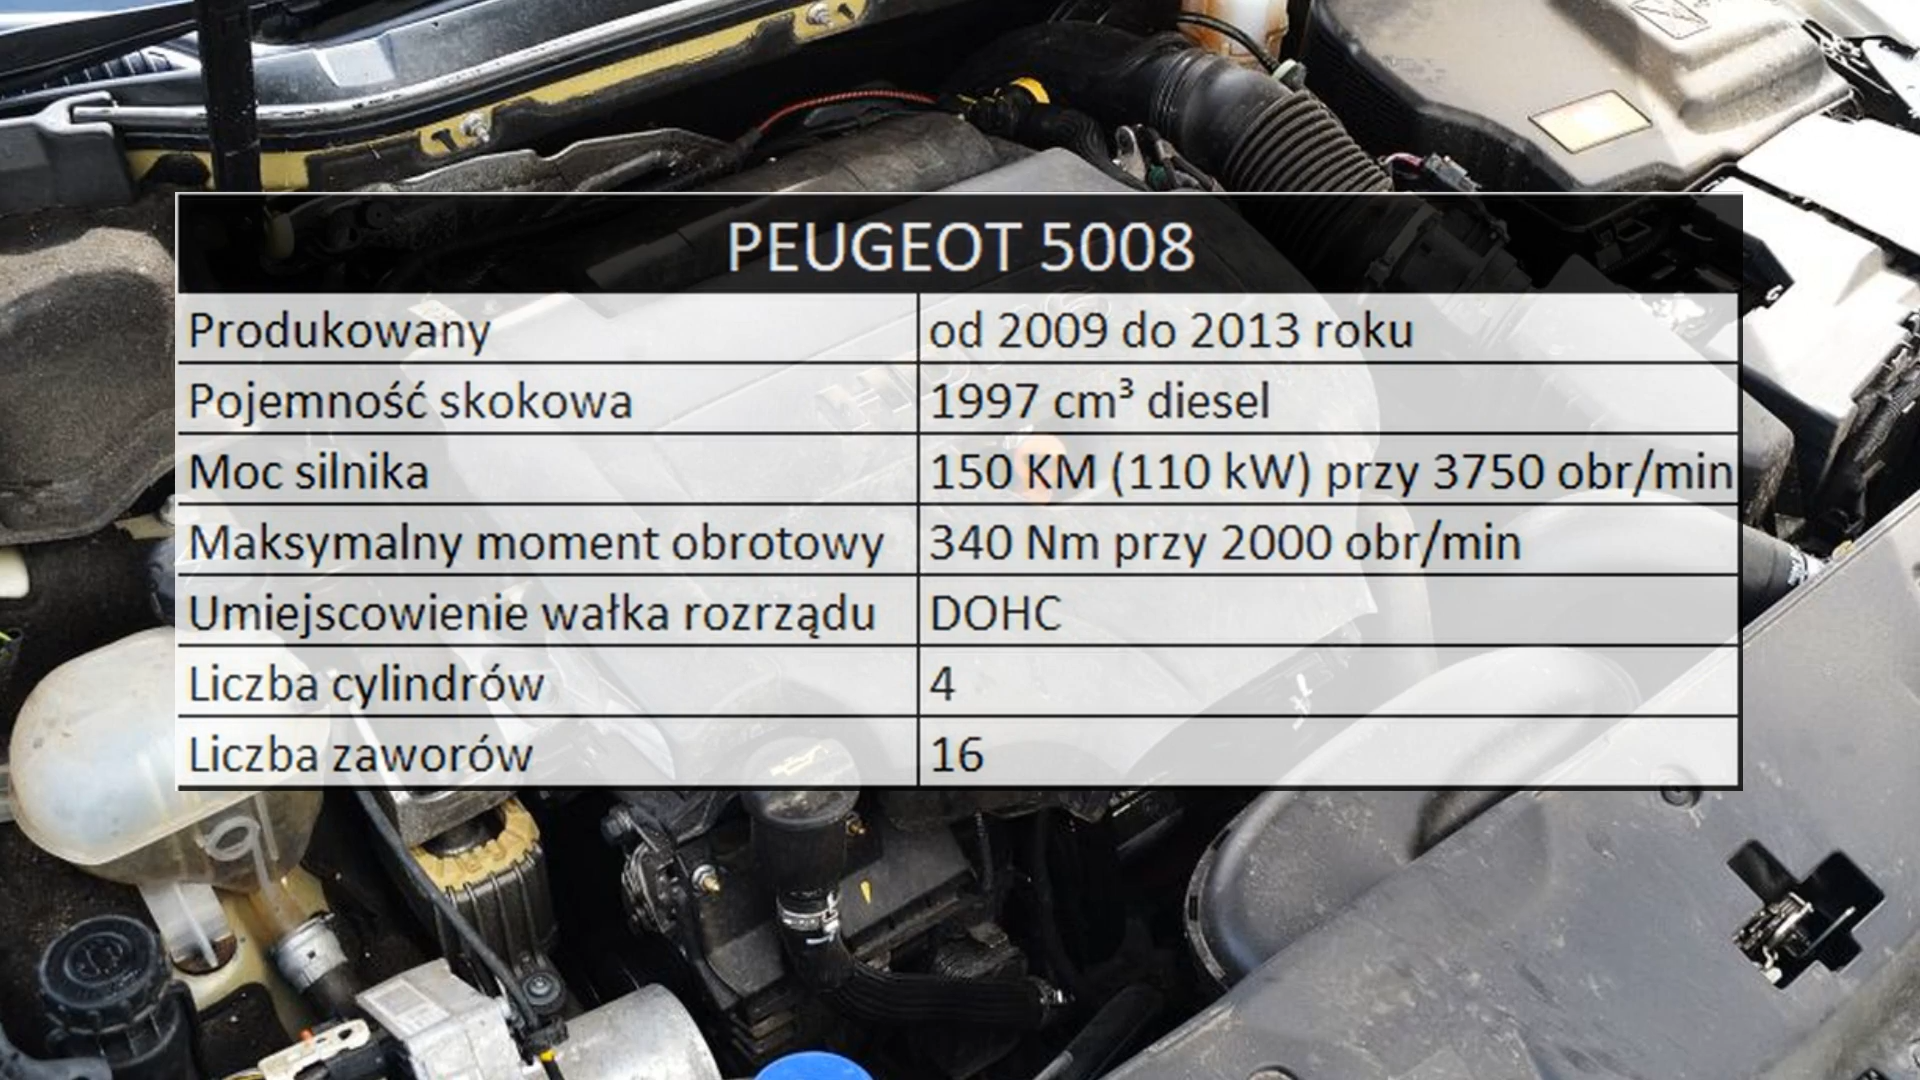 PEUGEOT 5008
Produkowany od 2009 do 2013 roku
Pojemność skokowa 1997 cm³ diesel
Moc silnika 150 KM (110 kW) przy 3750 obr/min
Maksymalny moment obrotowy 340 Nm przy 2000 obr/min
Umiejscowienie wałka rozrządu DOHC
Liczba cylindrów 4
Liczba zaworów 16